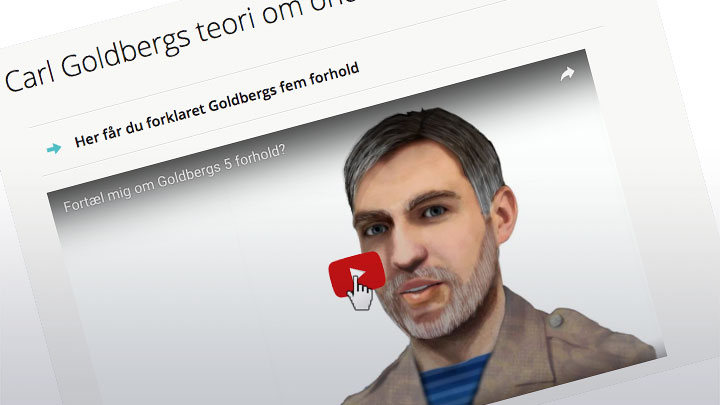 Carl Goldbergs teori om
Her får du forklaret Goldbergs fem forhold
Fortæl mig om Goldbergs 5 forhold?